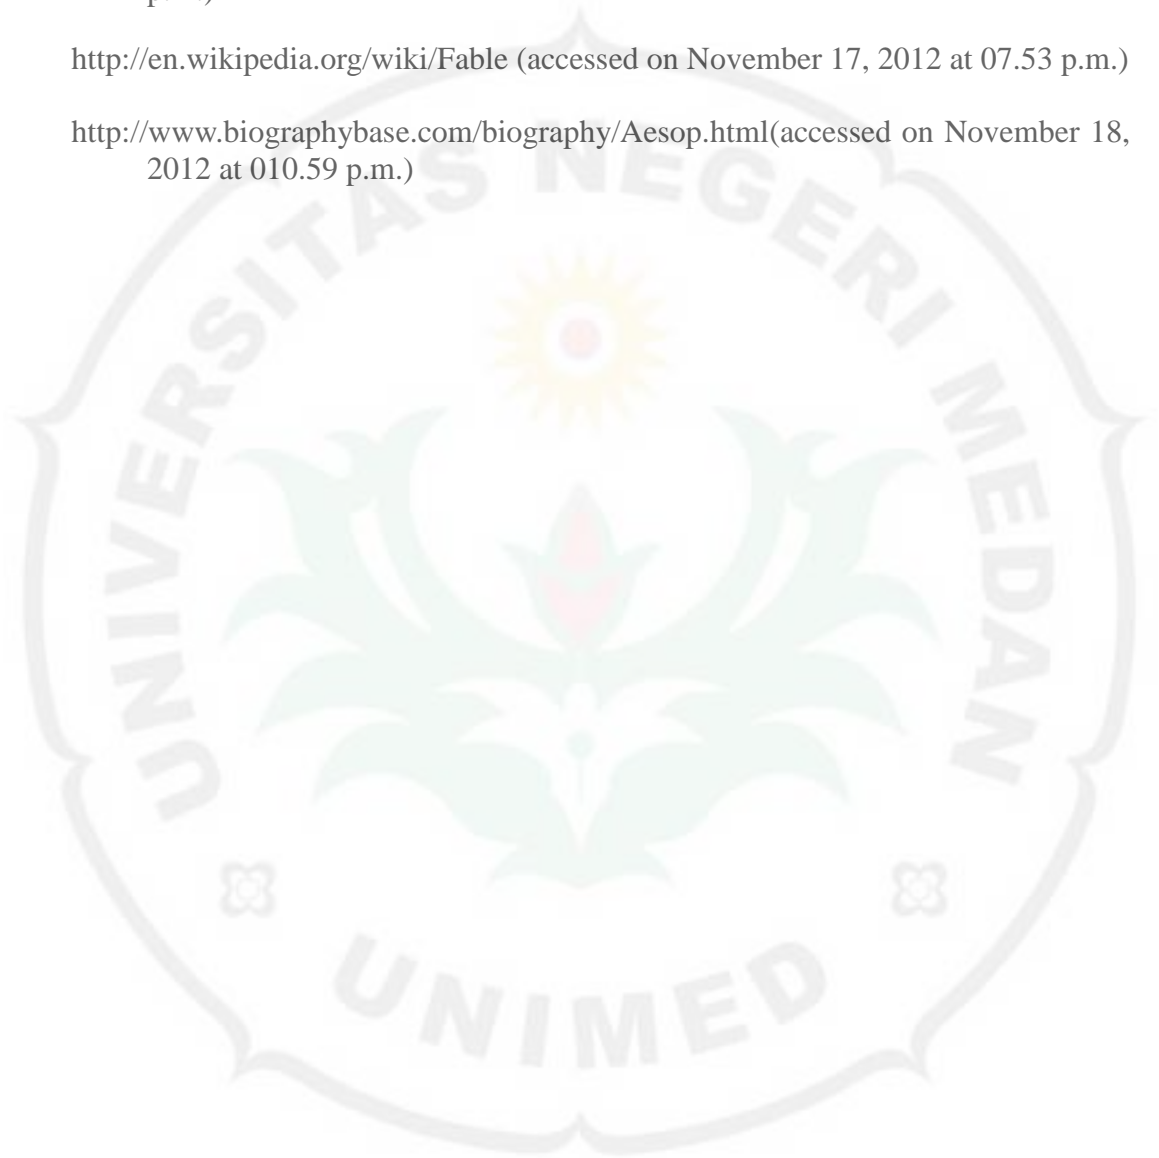 http://en.wikipedia.org/wiki/Fable (accessed on November 17, 2012 at 07.53 p.m.)
http://www.biographybase.com/biography/Aesop.html(accessed on November 18,
2012 at 010.59 p.m.)
UNIVERSITAS NEGERI MEDAN
UNIMED